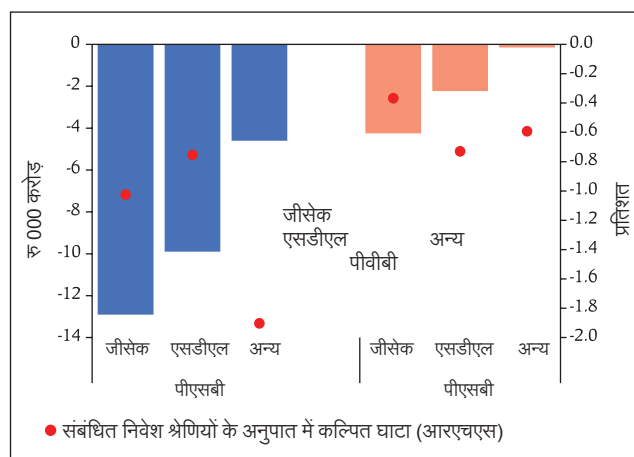 0
-2
-4
-6
-8
-10
-12
-14
रु 000 करोड़
0.0
-0.2
-0.4
-0.6
-0.8
-1.0
-1.2
-1.4
-1.6
-1.8
-2.0
प्रतिशत
जीसेक
एसडीएल अन्य
पीवीबी
जीसेक एसडीएल अन्य जीसेक एसडीएल अन्य
पीएसबी पीएसबी
संबंधित निवेश श्रेणियों के अनुपात में कल्पित घाटा (आरएचएस)